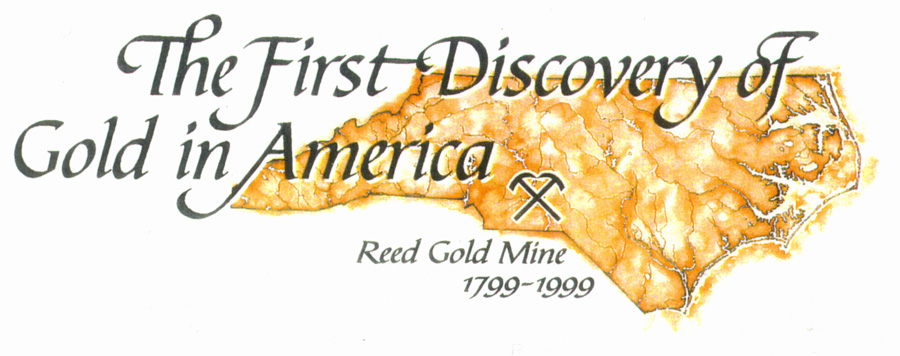 The First Discovery of
Gold in America
Reed Gold Mine
1799-1999